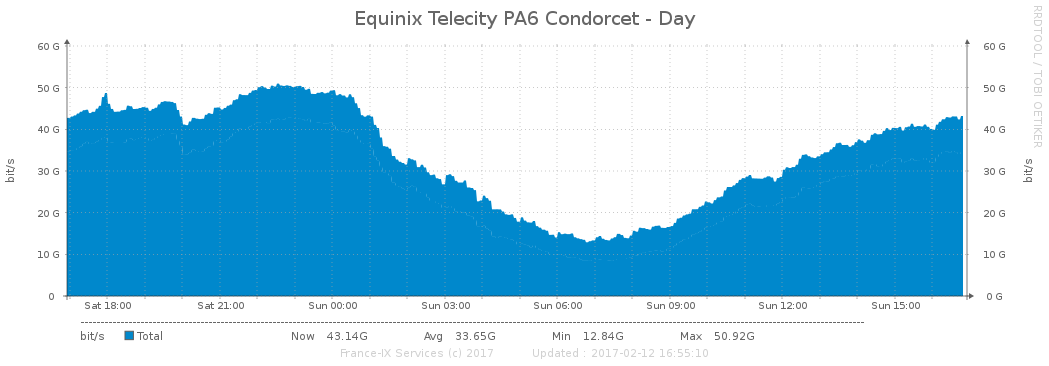 Equinix Telecity PA6 Condorcet - Day
RRDTOOL / TOBI OETIKER
60 G 60 G
50 G 50 G
40 G 40 G
30 G 30 G
20 G 20 G
10 G 10 G
0 0 G
bit/s
bit/s
Sat 18:00 Sat 21:00 Sun 00:00 Sun 03:00 Sun 06:00 Sun 09:00 Sun 12:00 Sun 15:00
bit/s Total Now 43.14G Avg 33.65G Min 12.84G Max 50.92G
France-IX Services (c) 2017 Updated : 2017-02-12 16:55:10